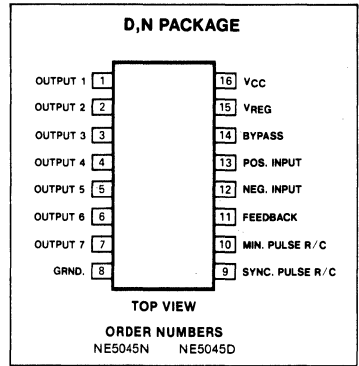 D,N PACKAGE
OUTPUT 1 1 16 VCC
OUTPUT 2 2 15 VREG
OUTPUT 3 3 14 BYPASS
OUTPUT 4 4 13 POS. INPUT
OUTPUT 5 5 12 NEG. INPUT
OUTPUT 6 6 11 FEEDBACK
OUTPUT 7 7 10 MIN. PULSE R/C
GRND. 8 9 SYNC. PULSE R/C
TOP VIEW
ORDER NUMBERS
NE5045N NE5045D